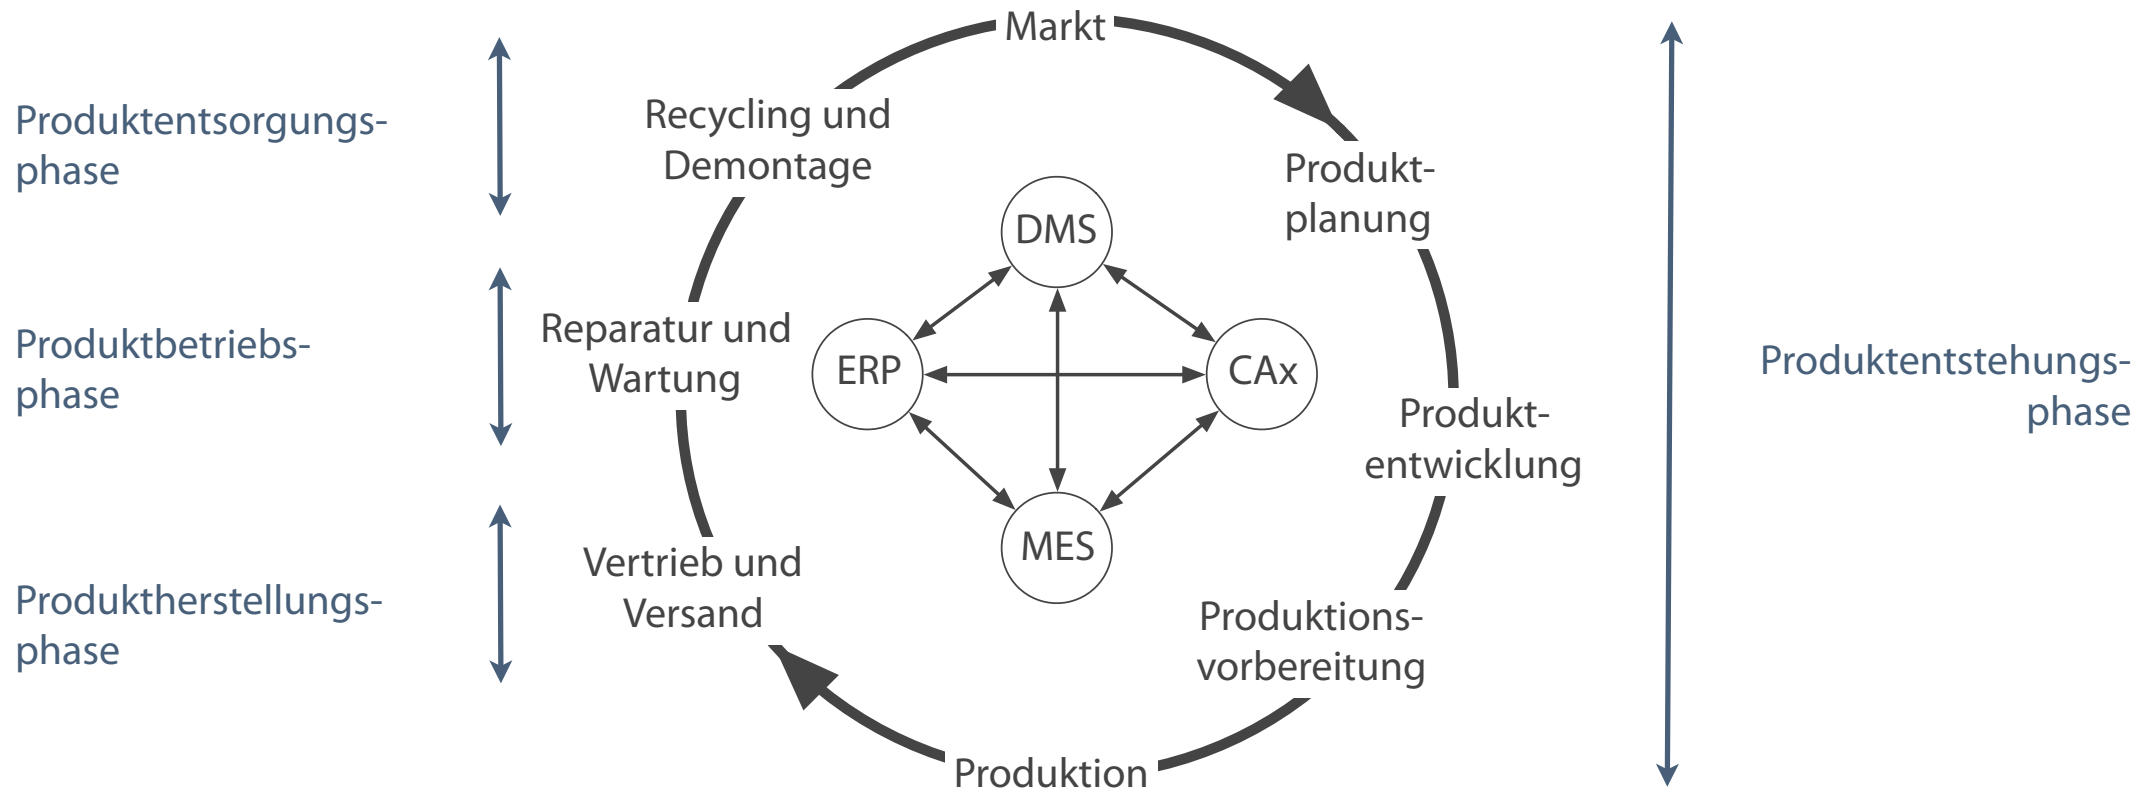 Markt
Recycling und
Demontage
Produktentsorgungs-
phase
Produkt-
planung
DMS
Reparatur und
Wartung
Produktbetriebs-
phase
ERP
CAx
Produktentstehungs-
phase
Produkt-
entwicklung
MES
Vertrieb und
Versand
Produktherstellungs-
phase
Produktions-
vorbereitung
Produktion